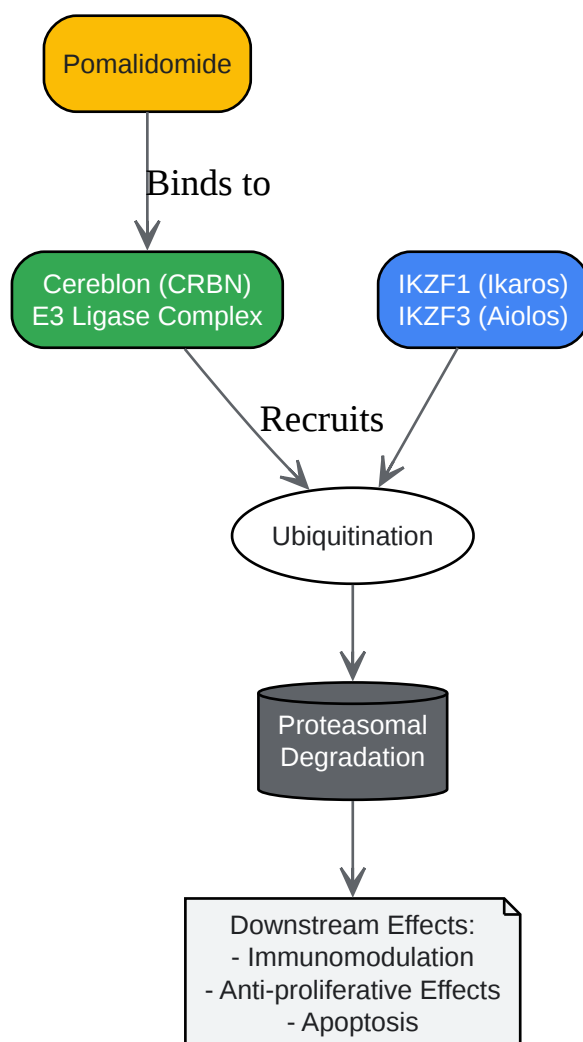 Pomalidomide
Binds to
Cereblon (CRBN)
E3 Ligase Complex
IKZF1 (Ikaros)
IKZF3 (Aiolos)
Recruits
Ubiquitination
Proteasomal
Degradation
Downstream Effects:
- Immunomodulation
- Anti-proliferative Effects
- Apoptosis